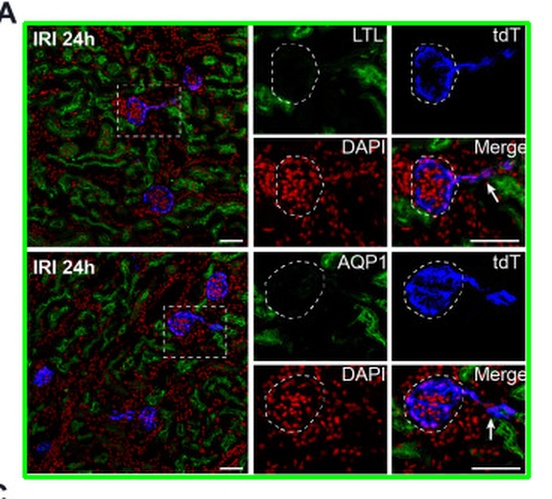 A
IRI 24h
LTL
tdT
DAPI
Merge
IRI 24h
AQP1
tdT
DAPI
Merge